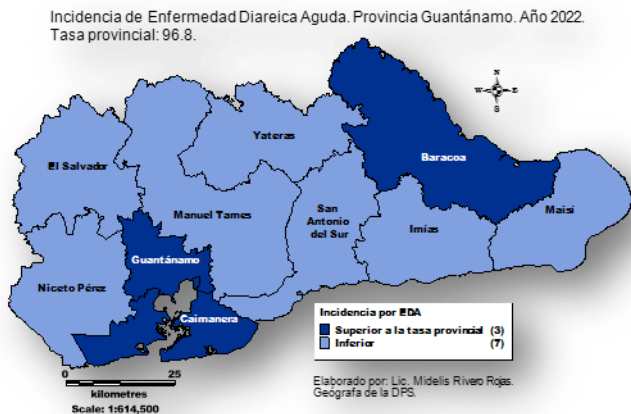 Incidencia de Enfermedad Diareica Aguda. Provincia Guantánamo. Año 2022.
Tasa provincial: 96.8.
N
W E
S
Yateras
El Salvador
Baracoa
Manuel Tames
San
Antonio
del Sur
Imías
Maisí
Guantánamo
Niceto Pérez
Caimanera
Incidencia por EDA
Superior a la tasa provincial (3)
Inferior (7)
0 25
kilometres
Scale: 1:614,500
Elaborado por: Lic. Midelis Rivero Rojas.
Geógrafa de la DPS.